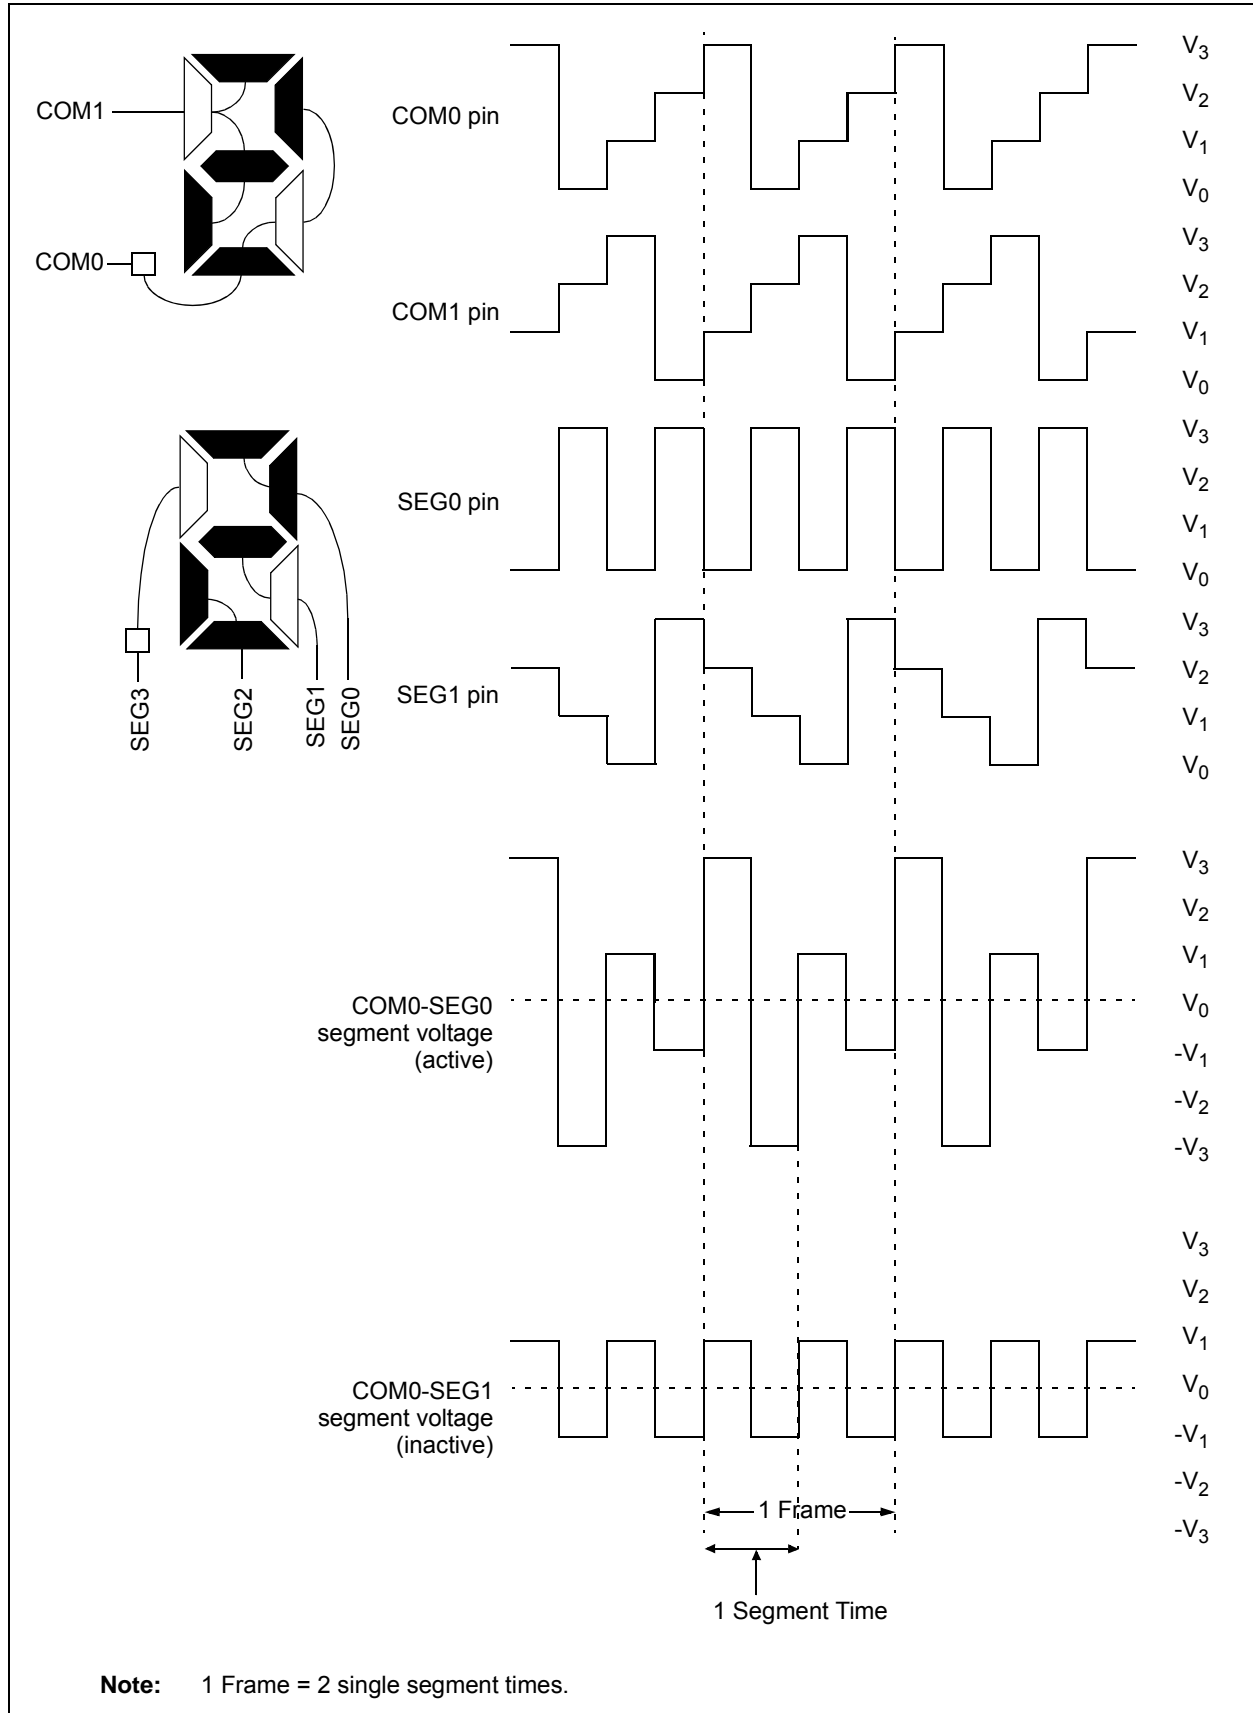 COM1
COM0
COM0 pin
V3
V2
V1
V0
COM1 pin
V3
V2
V1
V0
SEG0 pin
V3
V2
V1
V0
SEG3
SEG2
SEG1
SEG0
SEG1 pin
V3
V2
V1
V0
COM0-SEG0
segment voltage
(active)
V3
V2
V1
V0
-V1
-V2
-V3
COM0-SEG1
segment voltage
(inactive)
V3
V2
V1
V0
-V1
-V2
-V3
1 Frame
1 Segment Time
Note: 1 Frame = 2 single segment times.